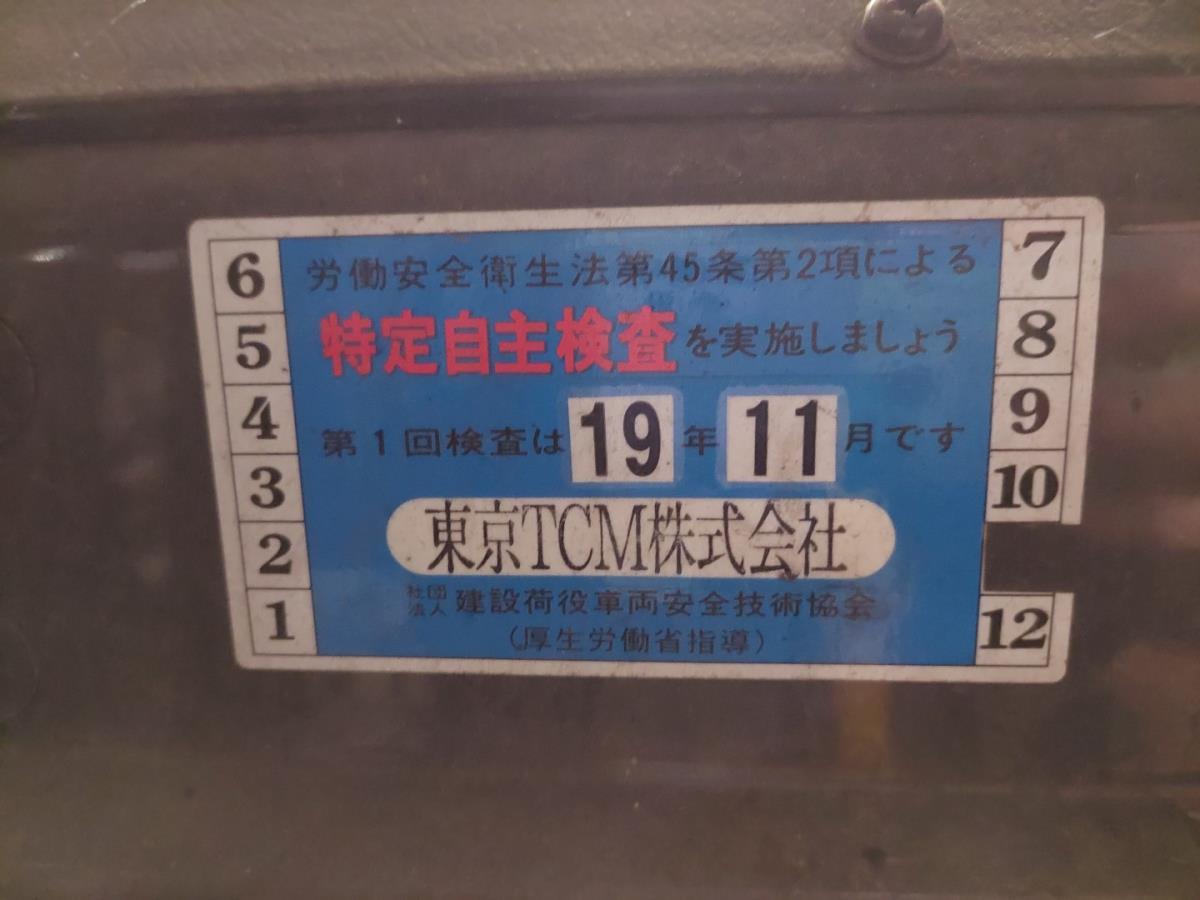 労働安全衛生法第45条第2項による
特定自主検査を実施しましょう
第1回検査は19年11月です
東京TCM株式会社
社団法人 建設荷役車両安全技術協会
(厚生労働省指導)
6
5
4
3
2
1
7
8
9
10
12